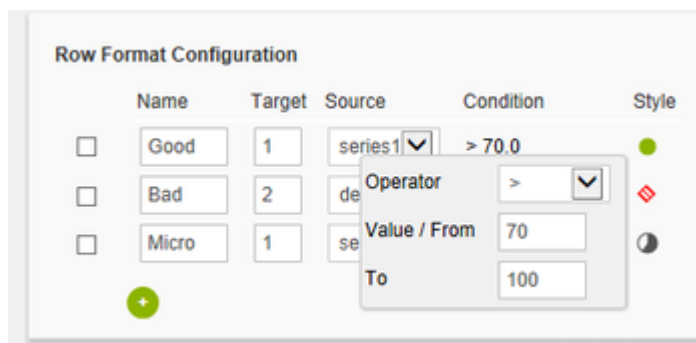 Row Format Configuration
Name Target Source Condition Style
Good 1 series1 > 70.0
Bad 2 de
Operator >
Micro 1 se
Value / From 70
To 100
+